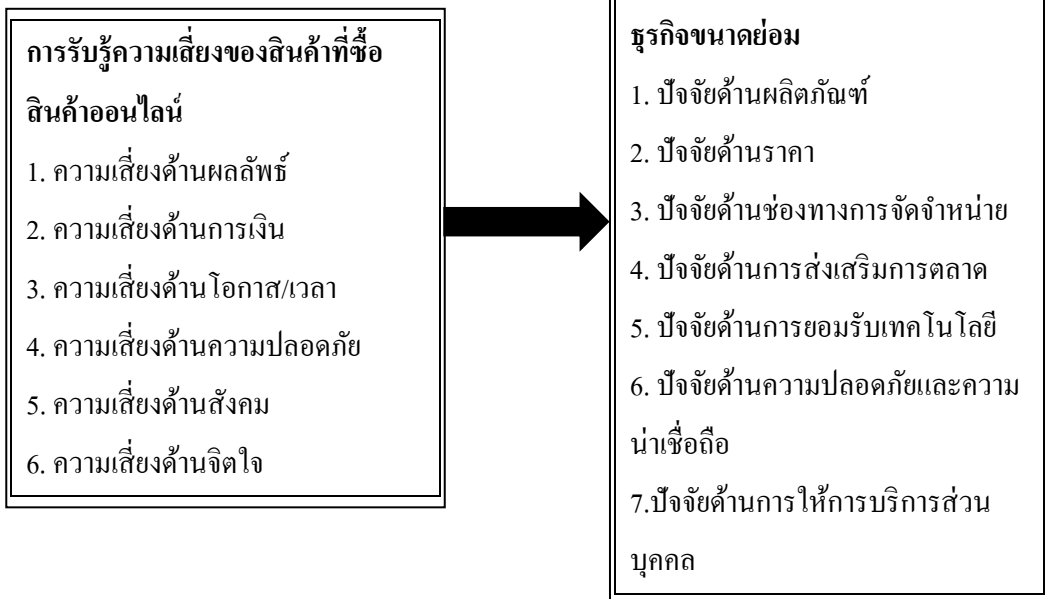 การรับรู้ความเสี่ยงของสินค้าที่ซื้อ
สินค้าออนไลน์
1. ความเสี่ยงด้านผลลัพธ์
2. ความเสี่ยงด้านการเงิน
3. ความเสี่ยงด้านโอกาส/เวลา
4. ความเสี่ยงด้านความปลอดภัย
5. ความเสี่ยงด้านสังคม
6. ความเสี่ยงด้านจิตใจ
ธุรกิจขนาดย่อม
1. ปัจจัยด้านผลิตภัณฑ์
2. ปัจจัยด้านราคา
3. ปัจจัยด้านช่องทางการจัดจำหน่าย
4. ปัจจัยด้านการส่งเสริมการตลาด
5. ปัจจัยด้านการยอมรับเทคโนโลยี
6. ปัจจัยด้านความปลอดภัยและความ
น่าเชื่อถือ
7.ปัจจัยด้านการให้การบริการส่วน
บุคคล